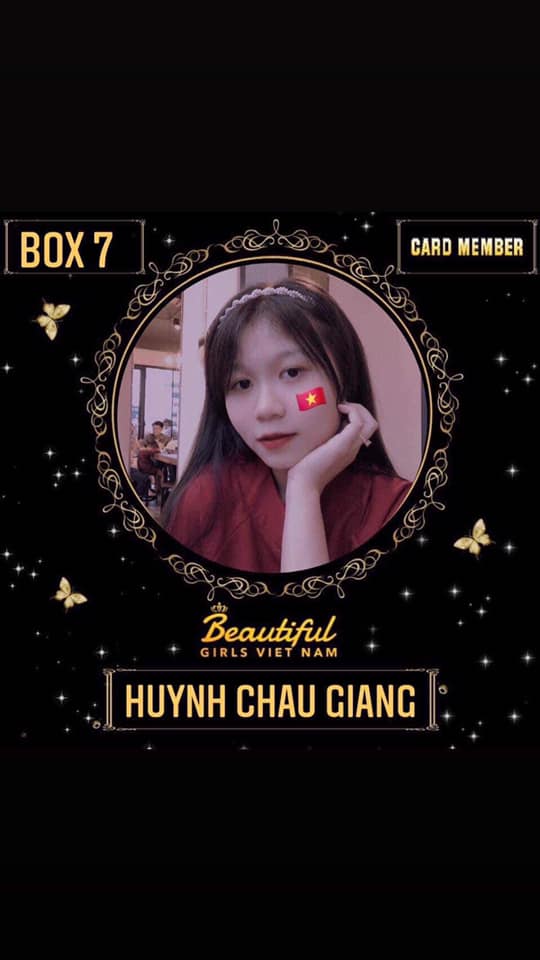 BOX 7
CARD MEMBER
Beautiful
GIRLS VIET NAM
HUYNH CHAU GIANG